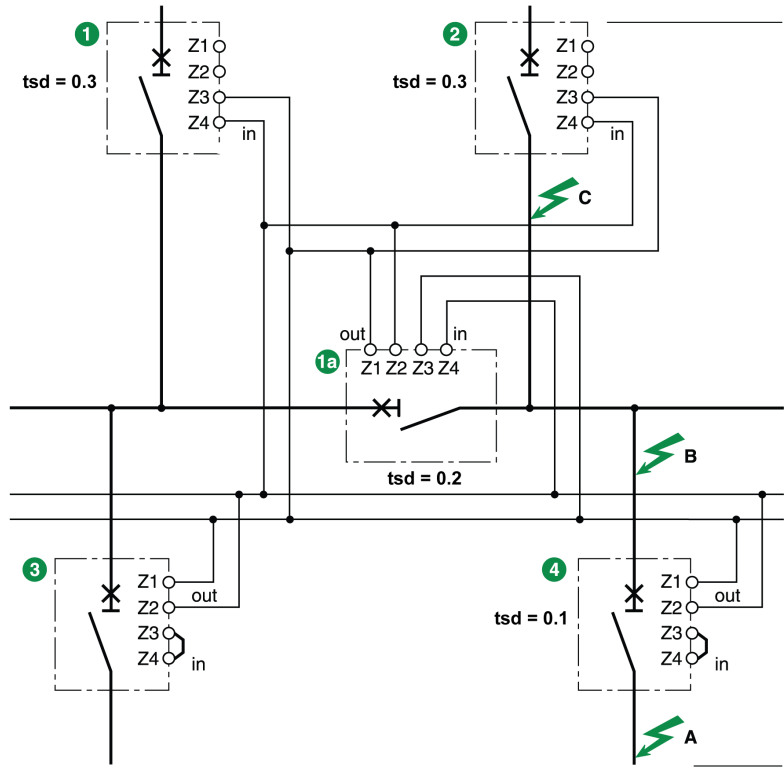 1
Z1
Z2
tsd = 0.3
Z3
Z4
in
2
Z1
Z2
tsd = 0.3
Z3
Z4
in
C
out
in
1a
Z1 Z2 Z3 Z4
tsd = 0.2
B
3
Z1
out
Z2
Z3
Z4
in
4
Z1
out
Z2
tsd = 0.1
Z3
Z4
in
A